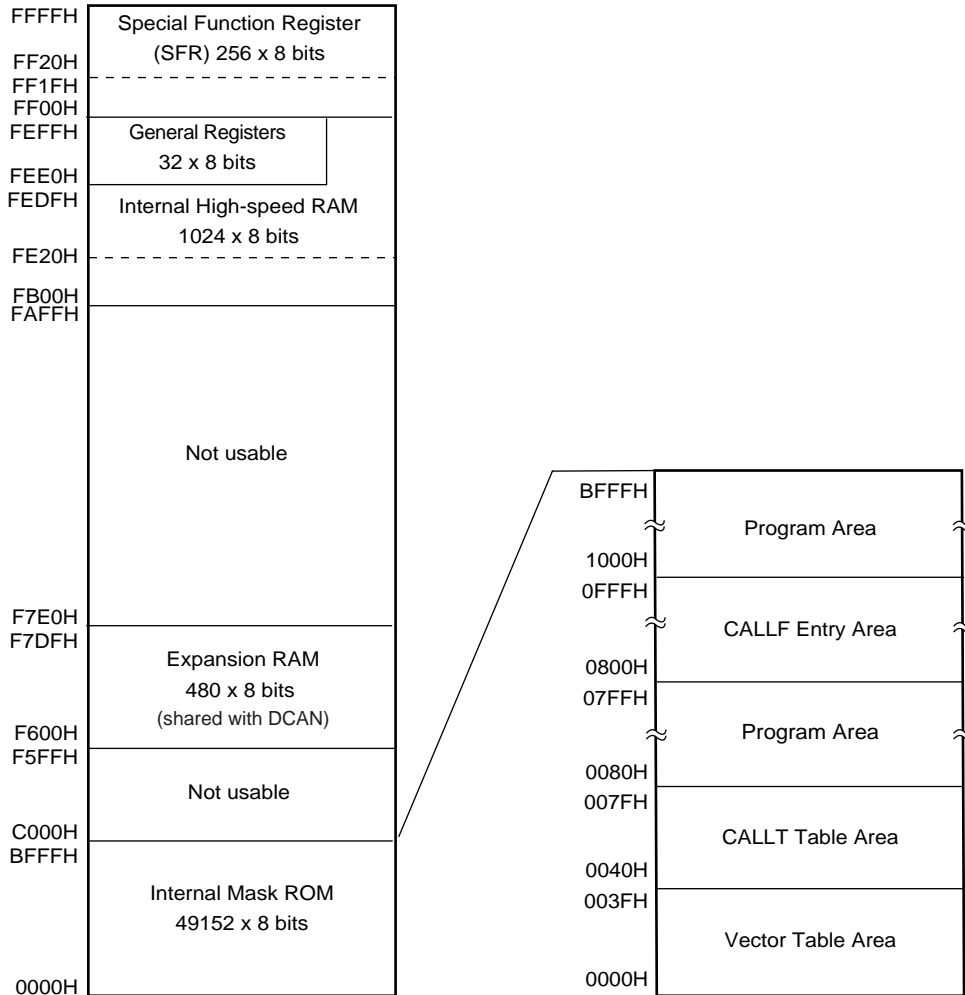 FFFFH
Special Function Register
(SFR) 256 x 8 bits
FF20H
FF1FH
FF00H
FEFFH
General Registers
32 x 8 bits
FEE0H
FEDFH
Internal High-speed RAM
1024 x 8 bits
FE20H
FB00H
FAFFH
Not usable
F7E0H
F7DFH
Expansion RAM
480 x 8 bits
(shared with DCAN)
F600H
F5FFH
Not usable
C000H
BFFFH
Internal Mask ROM
49152 x 8 bits
0000H
BFFFH
Program Area
1000H
0FFFH
CALLF Entry Area
0800H
07FFH
Program Area
0080H
007FH
CALLT Table Area
0040H
003FH
Vector Table Area
0000H